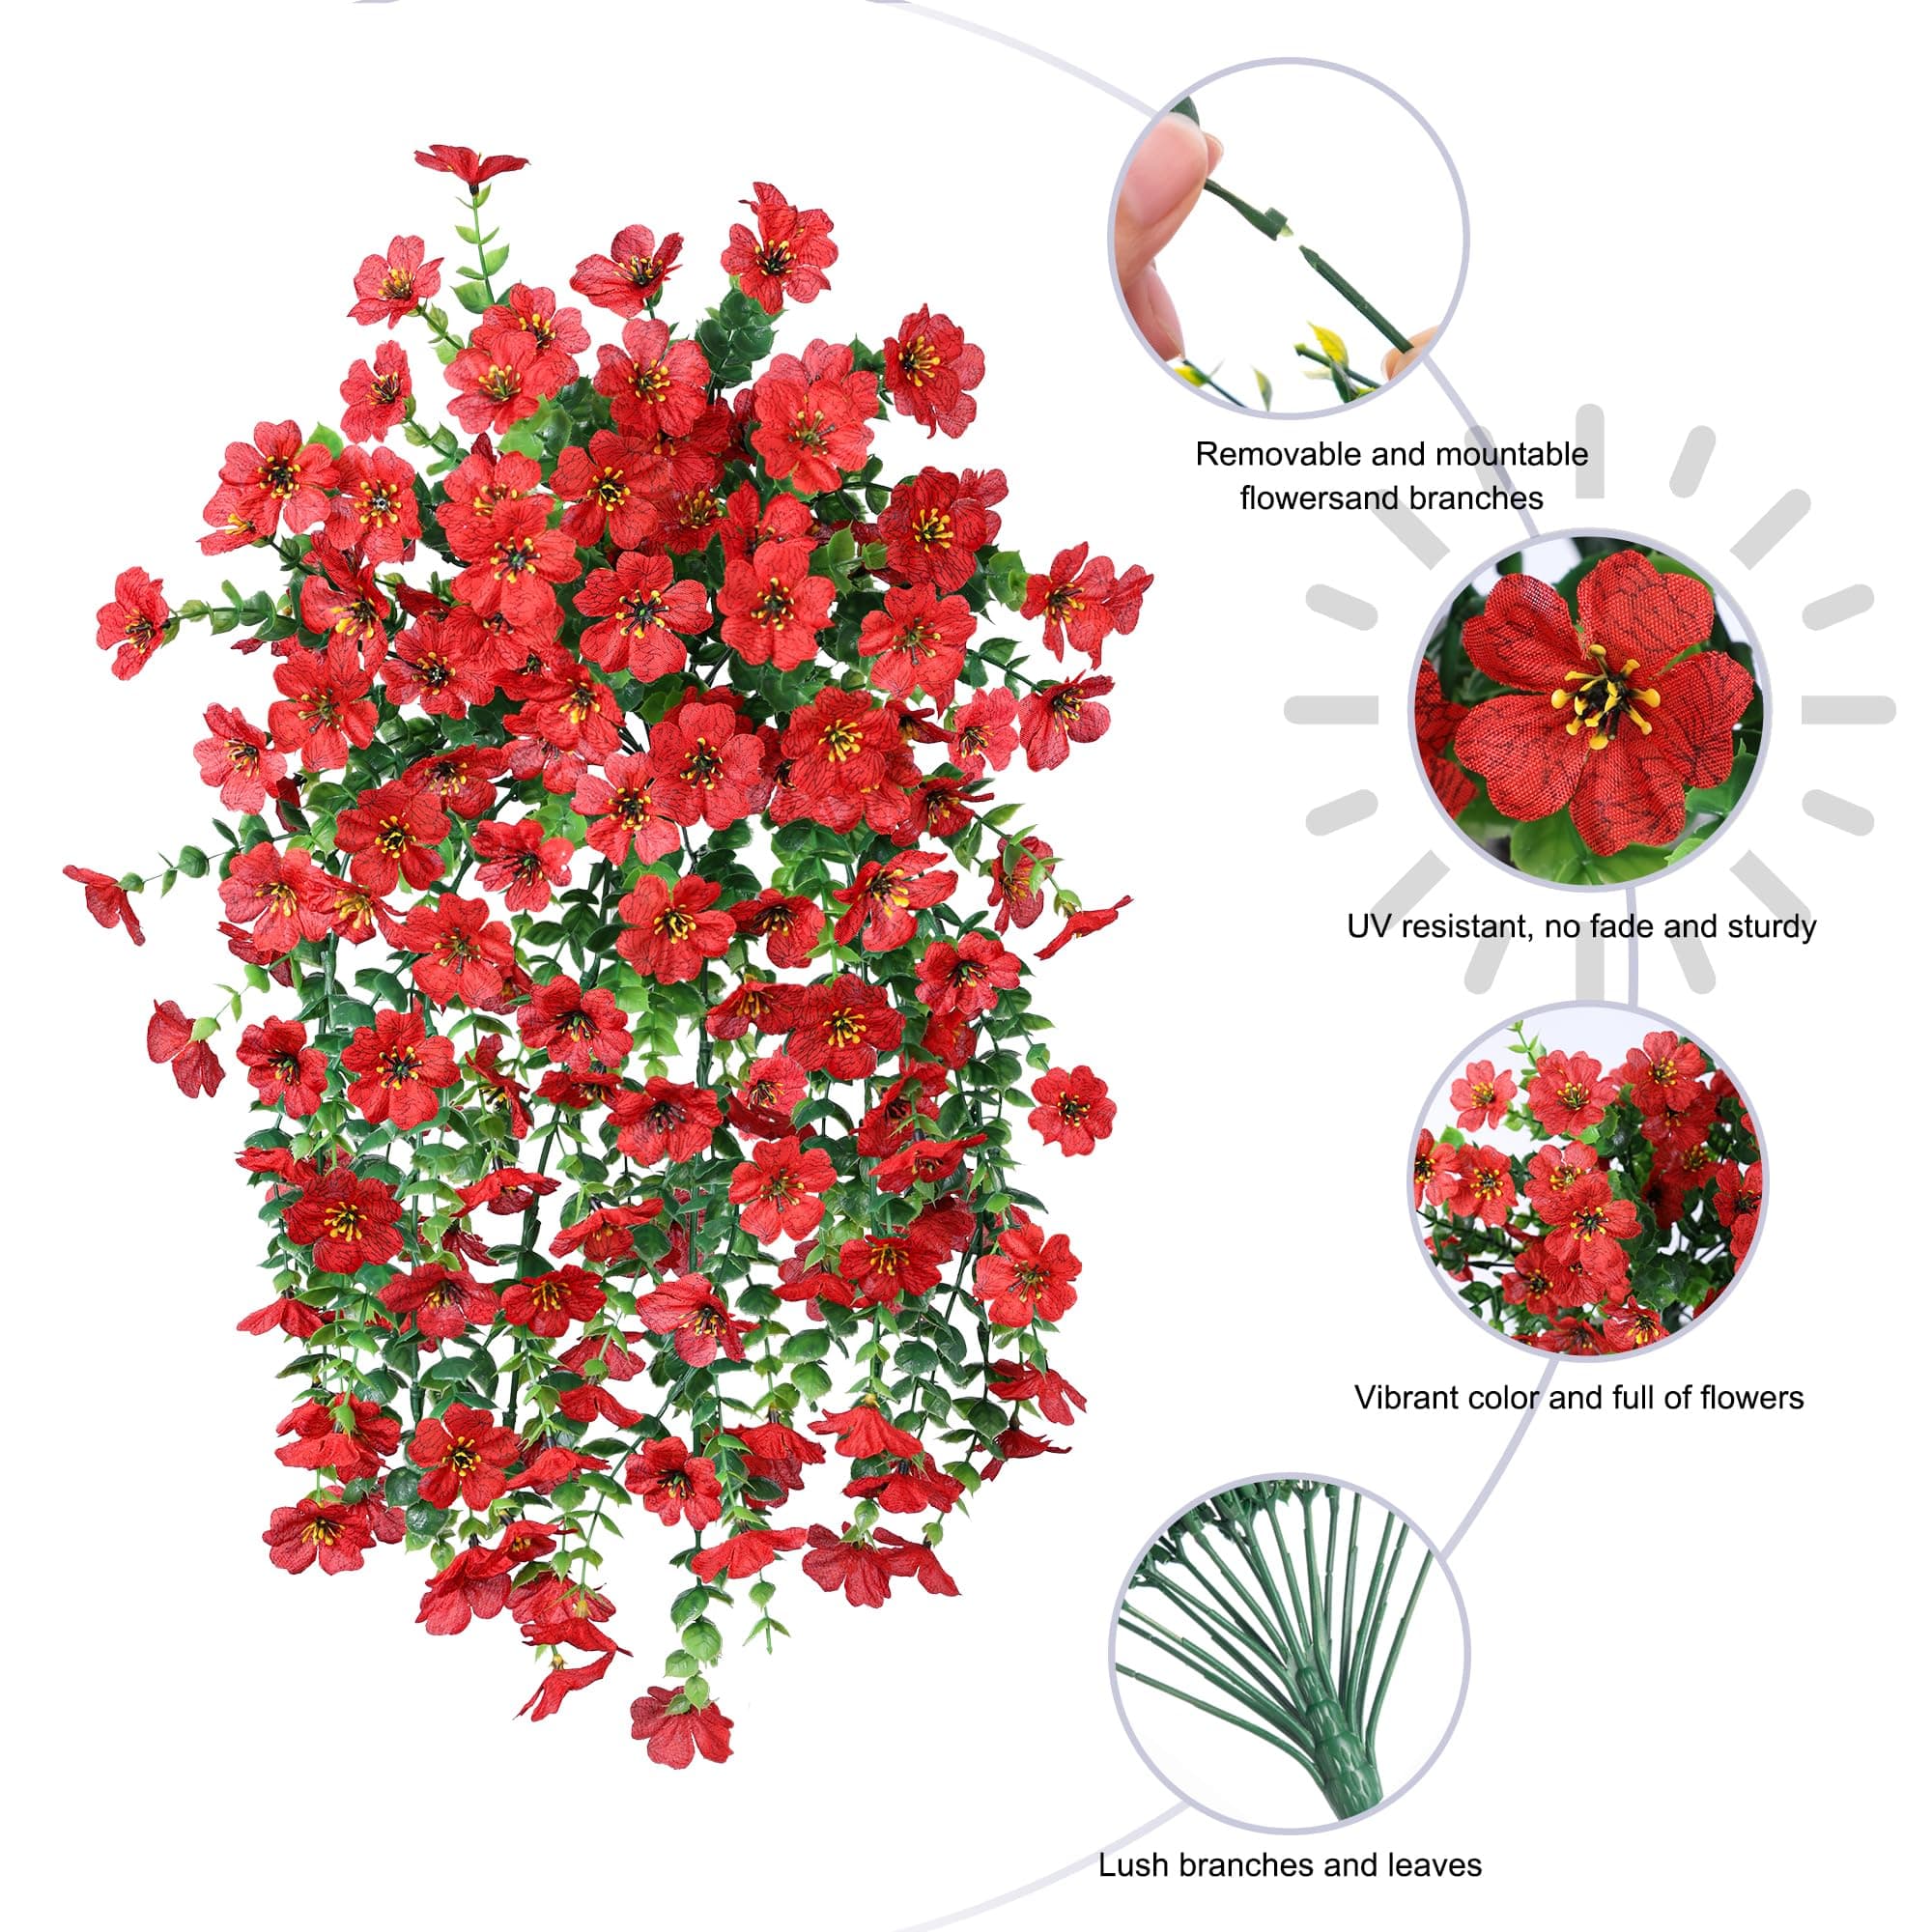 Removable and mountable
flowersand branches
UV resistant, no fade and sturdy
Vibrant color and full of flowers
Lush branches and leaves